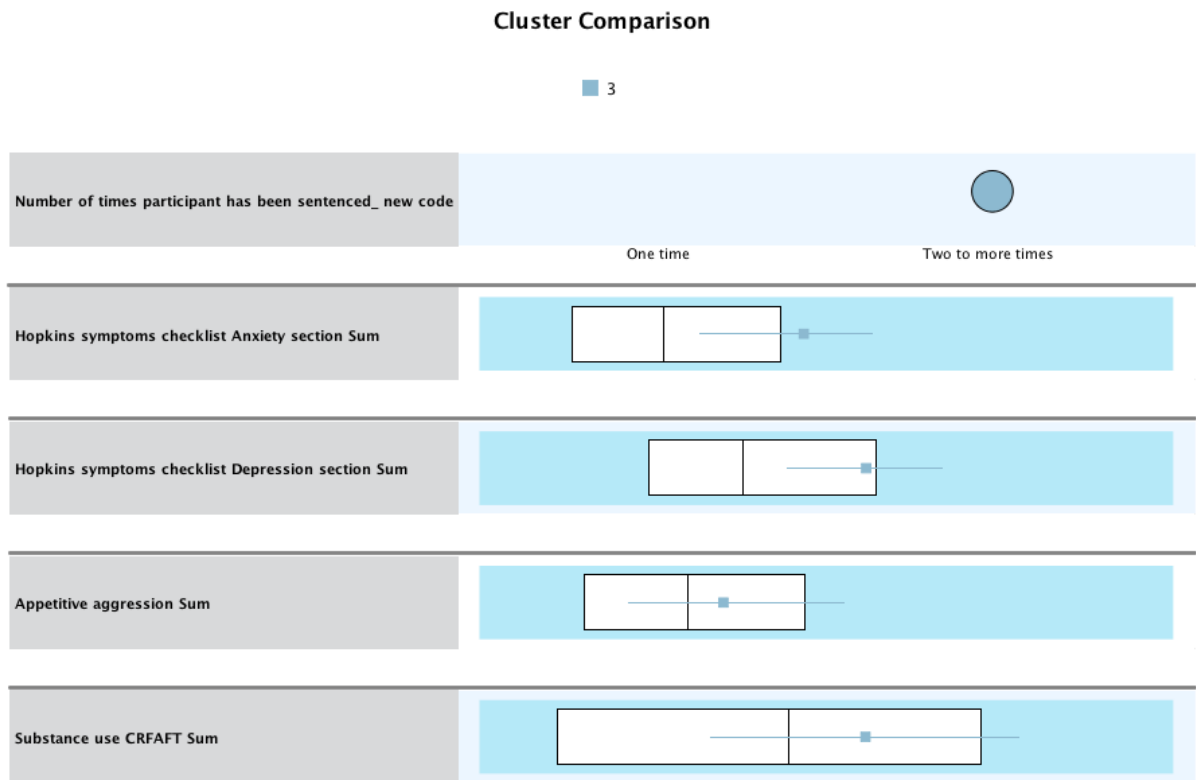 Cluster Comparison
3
Number of times participant has been sentenced_ new code
One time
Two to more times
Hopkins symptoms checklist Anxiety section Sum
Hopkins symptoms checklist Depression section Sum
Appetitive aggression Sum
Substance use CRFAFT Sum